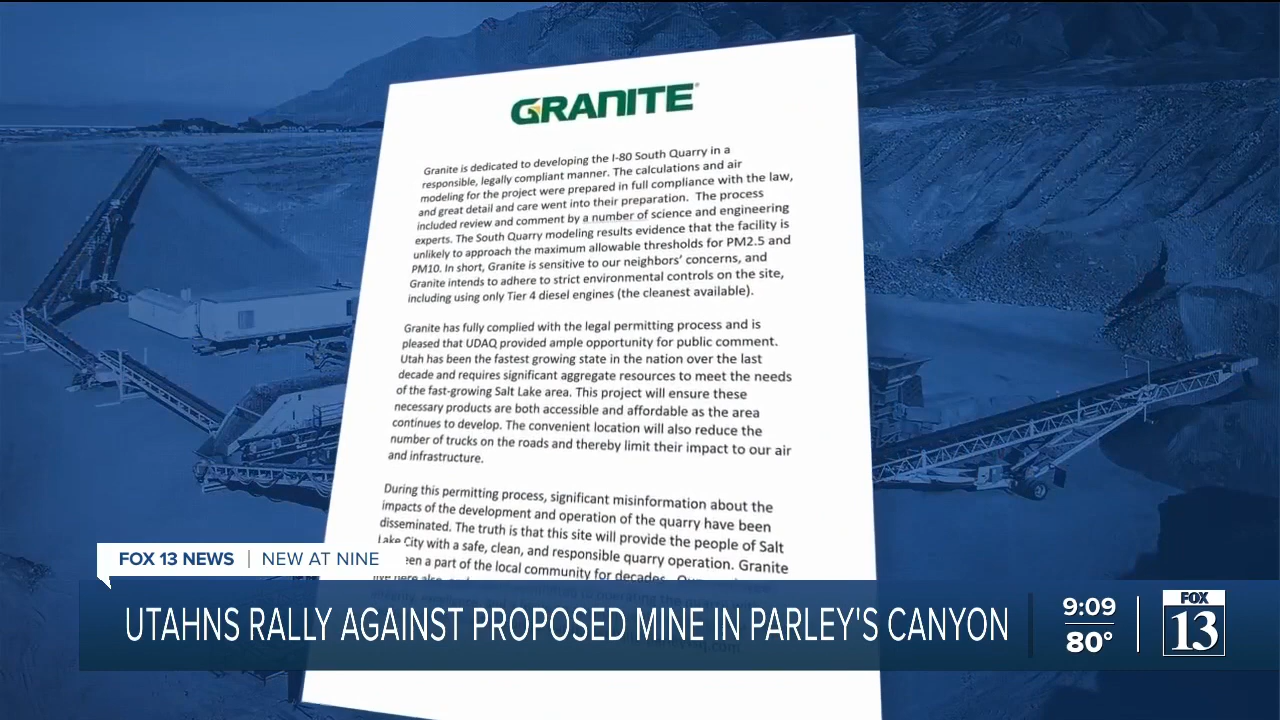 GRANITE
Granite is dedicated to developing the I-80 South Quarry in a
responsible, legally compliant manner. The calculations and air
modeling for the project were prepared in full compliance with the law,
and great detail and care went into their preparation. The process
included review and comment by a number of science and engineering
experts. The South Quarry modeling results evidence that the facility is
unlikely to approach the maximum allowable thresholds for PM2.5 and
PM10. In short, Granite is sensitive to our neighbors' concerns, and
Granite intends to adhere to strict environmental controls on the site,
including using only Tier 4 diesel engines (the cleanest available).
Granite has fully complied with the legal permitting process and is
pleased that UDAQ provided ample opportunity for public comment.
Utah has been the fastest growing state in the nation over the last
decade and requires significant aggregate resources to meet the needs
of the fast-growing Salt Lake area. This project will ensure these
necessary products are both accessible and affordable as the area
continues to develop. The convenient location will also reduce the
number of trucks on the roads and thereby limit their impact to our air
and infrastructure.
During this permitting process, significant misinformation about the
impacts of the development and operation of the quarry have been
disseminated. The truth is that this site will provide the people of Salt
Lake City with a safe, clean, and responsible quarry operation. Granite
a part of the local community for decades.
FOX 13 NEWS | NEW AT NINE
UTAHNS RALLY AGAINST PROPOSED MINE IN PARLEY'S CANYON
9:09
80°
FOX
13